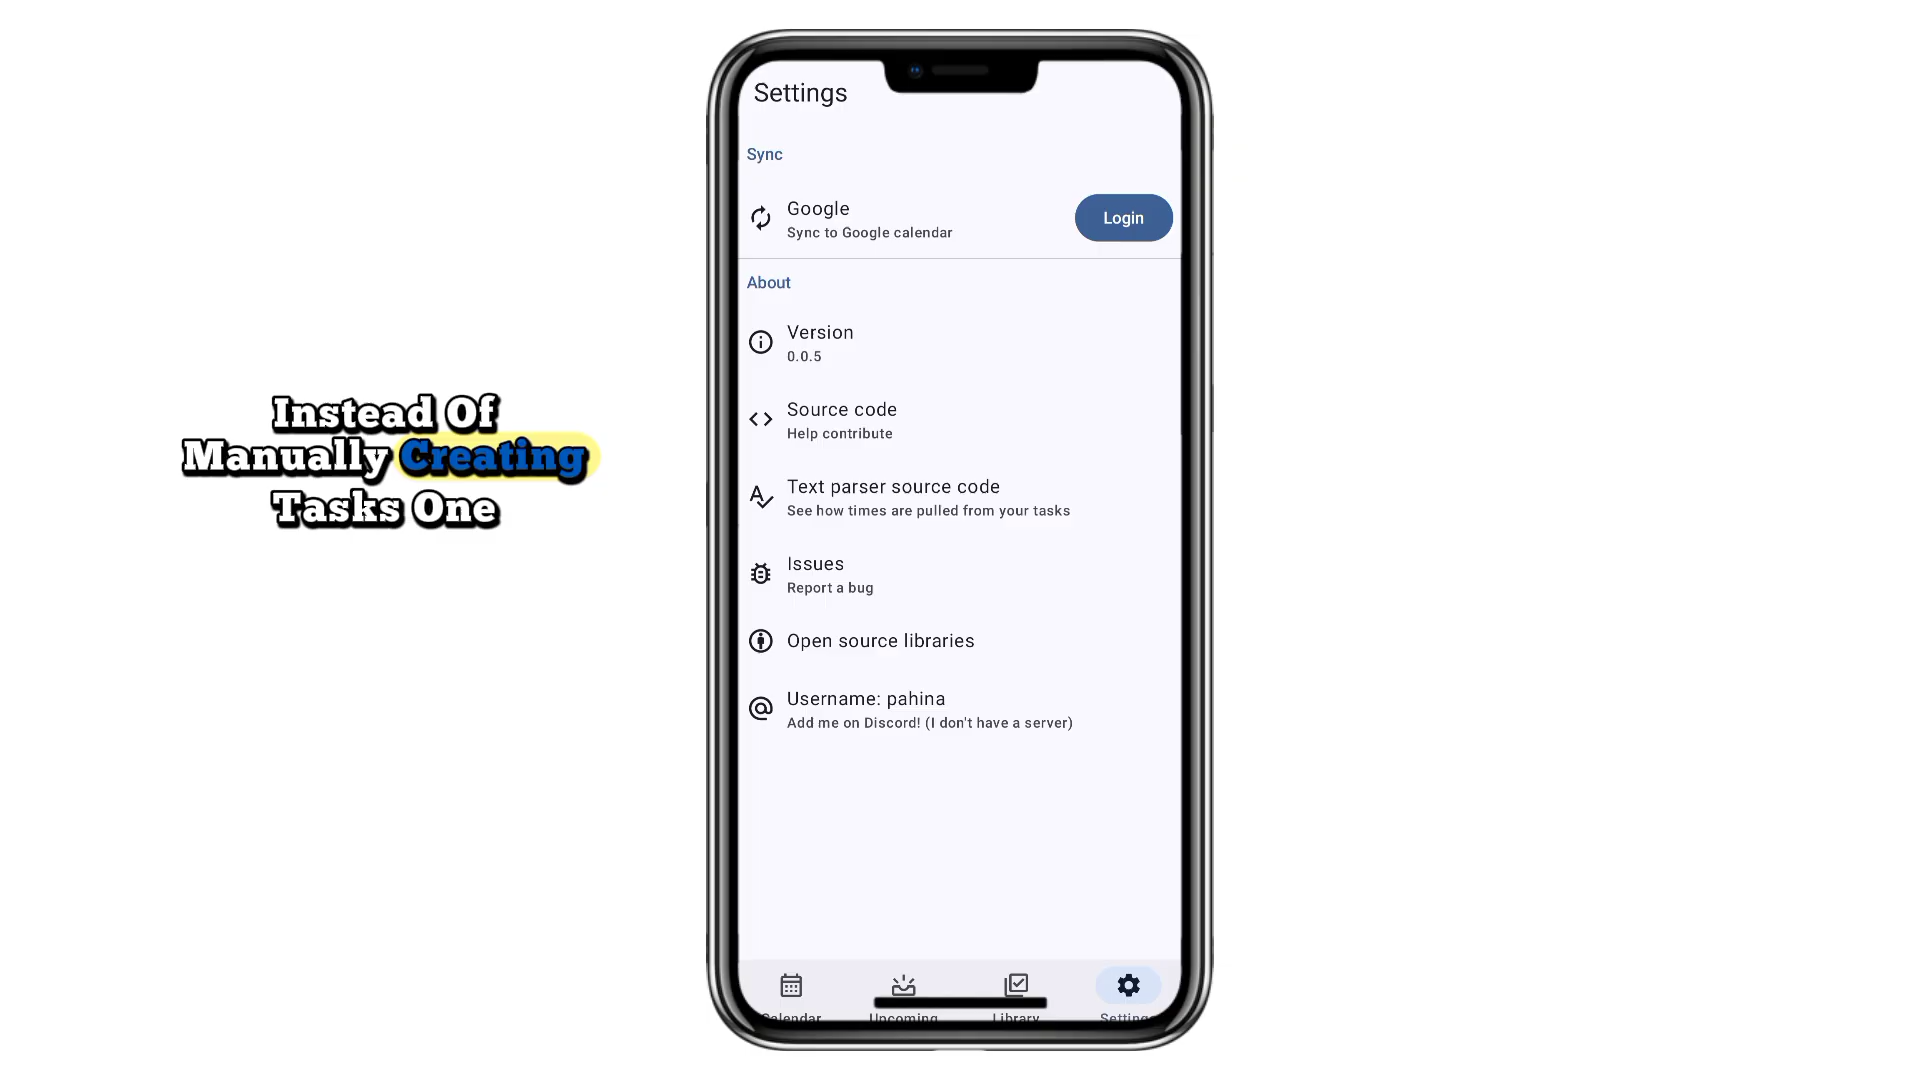 Instead Of
Manually Creating
Tasks One
Settings
Sync
Google
Sync to Google calendar
Login
About
Version
0.0.5
Source code
Help contribute
Text parser source code
See how times are pulled from your tasks
Issues
Report a bug
Open source libraries
Username: pahina
Add me on Discord! (I don't have a server)
Calendar
Upcoming
Library
Settings